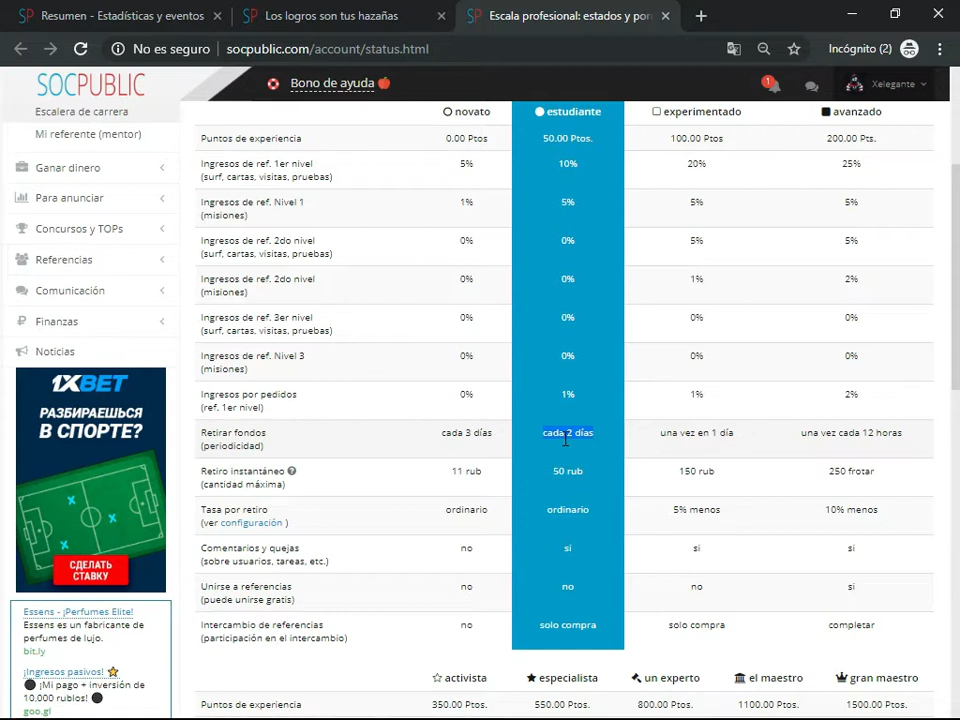 Resumen - Estadísticas y eventos
Los logros son tus hazañas
Escala profesional: estados y por
No es seguro
socpublic.com/account/status.html
Incógnito (2)
SOCPUBLIC
Bono de ayuda
1
Xelegante
Escalera de carrera
Mi referente (mentor)
Ganar dinero
Para anunciar
Concursos y TOPs
Referencias
Comunicación
Finanzas
Noticias
1XBET
РАЗБИРАЕШЬСЯ
В СПОРТЕ?
СДЕЛАТЬ
СТАВКУ
Essens - ¡Perfumes Elite!
Essens es un fabricante de
perfumes de lujo.
bit.ly
¡Ingresos pasivos!
¡Mi pago + inversión de
10,000 rublos!
goo.gl
novato estudiante experimentado avanzado
Puntos de experiencia 0.00 Ptos 50.00 Ptos. 100.00 Ptos 200.00 Pts.
Ingresos de ref. 1er nivel 5% 10% 20% 25%
(surf, cartas, visitas, pruebas)
Ingresos de ref. Nivel 1 1% 5% 5% 5%
(misiones)
Ingresos de ref. 2do nivel 0% 0% 5% 5%
(surf, cartas, visitas, pruebas)
Ingresos de ref. 2do nivel 0% 0% 1% 2%
(misiones)
Ingresos de ref. 3er nivel 0% 0% 0% 0%
(surf, cartas, visitas, pruebas)
Ingresos de ref. Nivel 3 0% 0% 0% 0%
(misiones)
Ingresos por pedidos 0% 1% 1% 2%
(ref. 1er nivel)
Retirar fondos cada 3 días cada 2 días una vez en 1 día una vez cada 12 horas
(periodicidad)
Retiro instantáneo 11 rub 50 rub 150 rub 250 frotar
(cantidad máxima)
Tasa por retiro ordinario ordinario 5% menos 10% menos
(ver configuración )
Comentarios y quejas no si si si
(sobre usuarios, tareas, etc.)
Unirse a referencias no no no si
(puede unirse gratis)
Intercambio de referencias no solo compra solo compra completar
(participación en el intercambio)
activista especialista un experto el maestro gran maestro
Puntos de experiencia 350.00 Ptos. 550.00 Ptos. 800.00 Ptos. 1100.00 Ptos. 1500.00 Ptos.